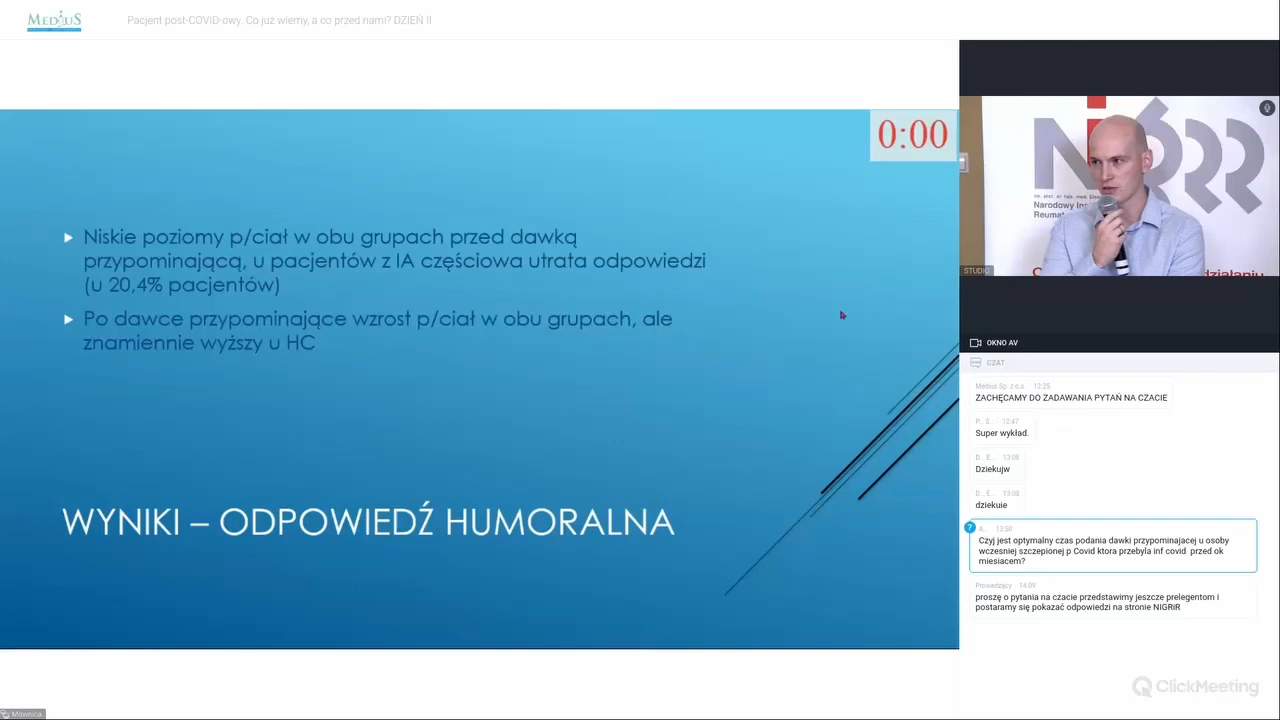 MEDIUS
Pacjent post-COVID-owy. Co już wiemy, a co przed nami? DZIEŃ II
0:00
Niskie poziomy p/ciał w obu grupach przed dawką
przypominającą, u pacjentów z IA częściowa utrata odpowiedzi
(u 20,4% pacjentów)
Po dawce przypominające wzrost p/ciał w obu grupach, ale
znamiennie wyższy u HC
WYNIKI – ODPOWIEDŹ HUMORALNA
Mównica
Narodowy Ins
Reumat
działaniu
STUDIO
OKNO AV
CZAT
Medius Sp. z o.o. 12:25
ZACHĘCAMY DO ZADAWANIA PYTAŃ NA CZACIE
P.. S... 12:47
Super wykład.
D.. E... 13:08
Dziekujw
D.. E... 13:08
dziekuie
?
A.. 13:50
Czyj jest optymalny czas podania dawki przypominajacej u osoby
wczesniej szczepionej p Covid ktora przebyla inf covid przed ok
miesiacem?
Prowadzący 14:09
proszę o pytania na czacie przedstawimy jeszcze prelegentom i
postaramy się pokazać odpowiedzi na stronie NIGRiR
ClickMeeting